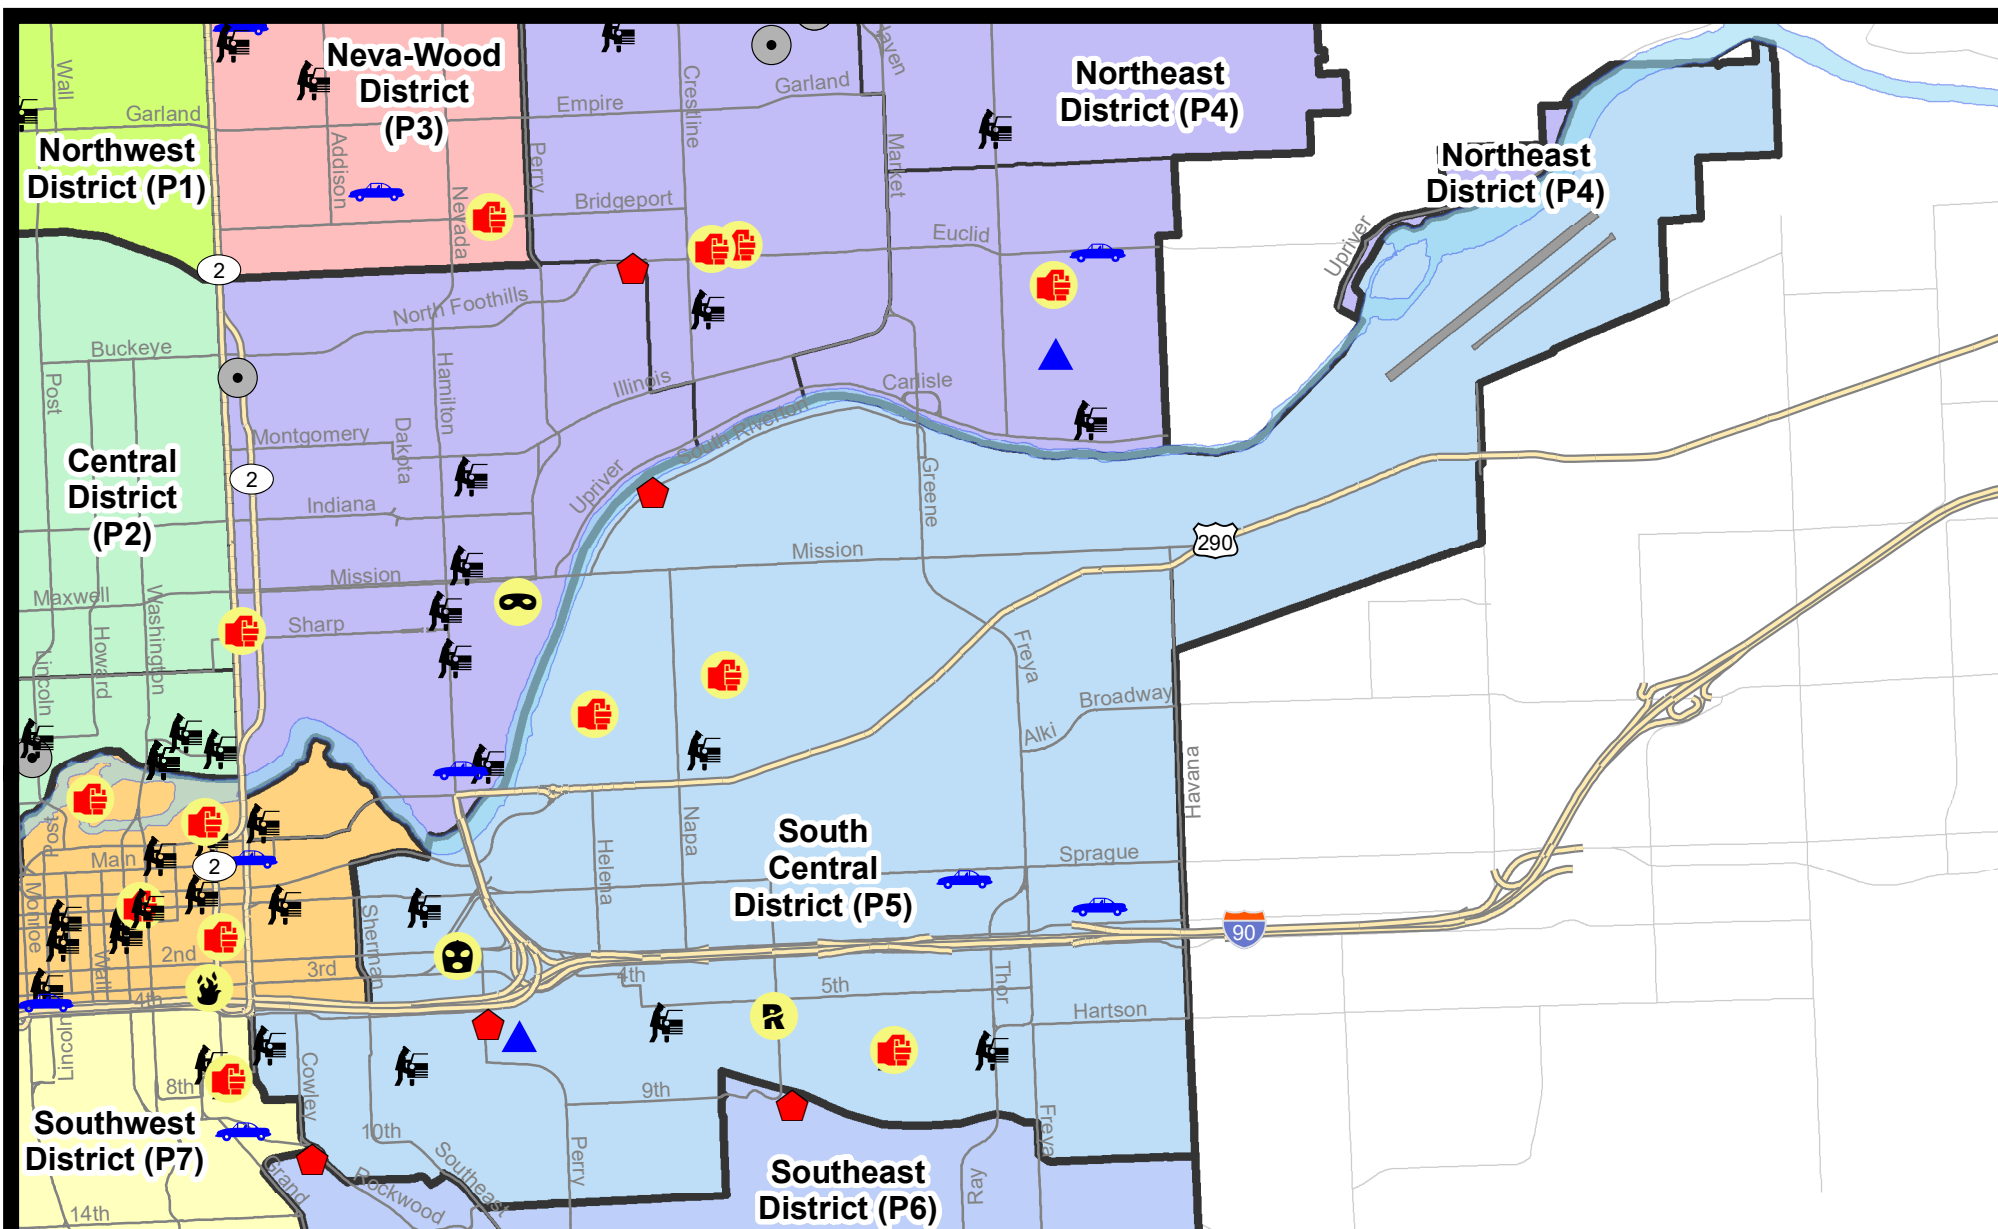 Neva-Wood
District
(P3)
Northeast
District (P4)
Northwest
District (P1)
Northeast
District (P4)
Central
District
(P2)
South
Central
District (P5)
Southwest
District (P7)
Southeast
District (P6)
Wall
Garland
Addison
Nevada
Empire
Perry
Crestline
Garland
Haven
Market
Bridgeport
Euclid
Upriver
2
North Foothills
Buckeye
Post
Hamilton
Illinois
Carlisle
South Riverton
Montgomery
Dakota
2
Indiana
Upriver
Greene
290
Mission
Mission
Maxwell
Washington
Howard
Lincoln
Sharp
Freya
Broadway
Alki
Havana
Post
Main
2
Monroe
Wall
2nd
3rd
4th
Sherman
Helena
Napa
Sprague
90
4th
5th
Thor
Hartson
Lincoln
8th
Cowley
9th
10th
Southeast
Perry
Freya
Ray
Grand
Rockwood
14th
R